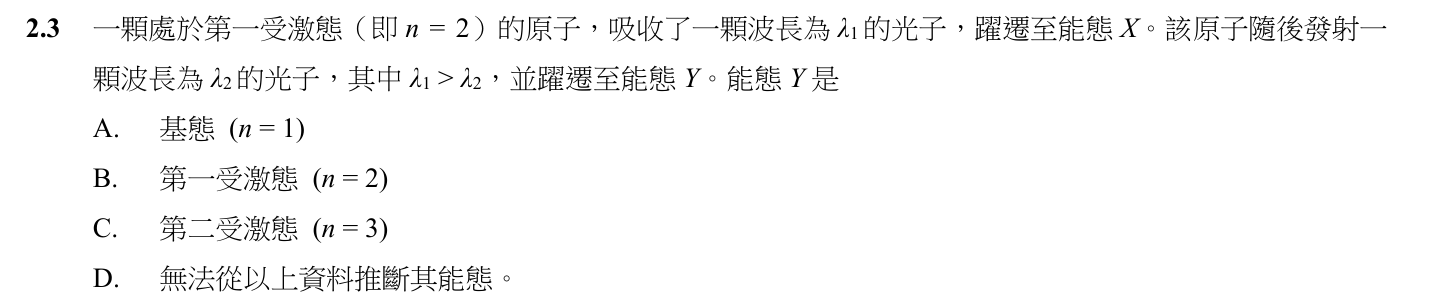 2.3 一顆處於第一受激態（即 n = 2）的原子，吸收了一顆波長為 λ1 的光子，躍遷至能態 X。該原子隨後發射一
顆波長為 λ2 的光子，其中 λ1 > λ2，並躍遷至能態 Y。能態 Y 是
A. 基態 (n = 1)
B. 第一受激態 (n = 2)
C. 第二受激態 (n = 3)
D. 無法從以上資料推斷其能態。